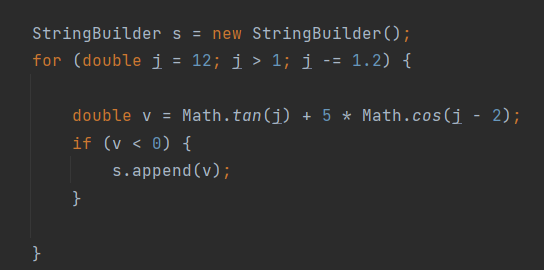 StringBuilder s = new StringBuilder();
for (double j = 12; j > 1; j -= 1.2) {
double v = Math.tan(j) + 5 * Math.cos(j - 2);
if (v < 0) {
s.append(v);
}
}